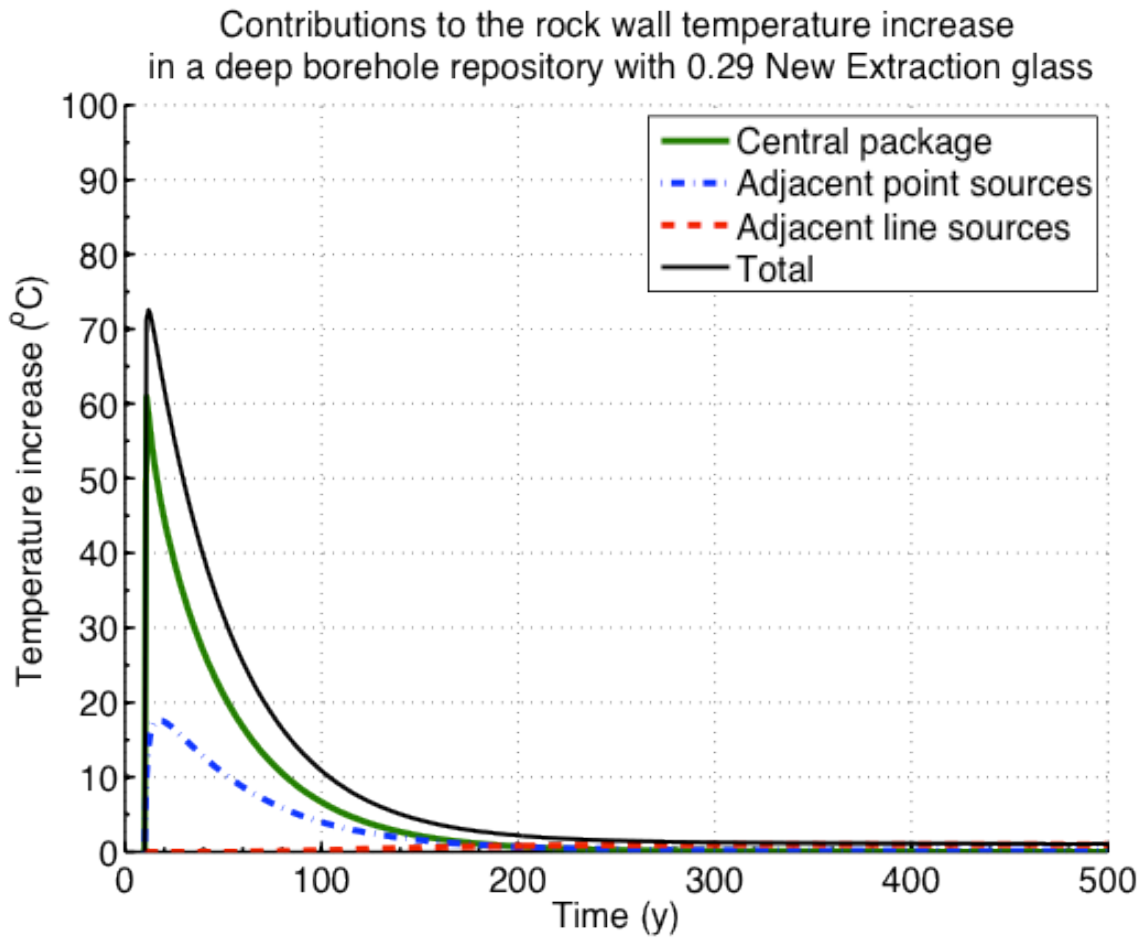 Contributions to the rock wall temperature increase
in a deep borehole repository with 0.29 New Extraction glass
100
90
80
70
60
50
40
30
20
10
0
Temperature increase (⁰C)
Central package
Adjacent point sources
Adjacent line sources
Total
0 100 200 300 400 500
Time (y)